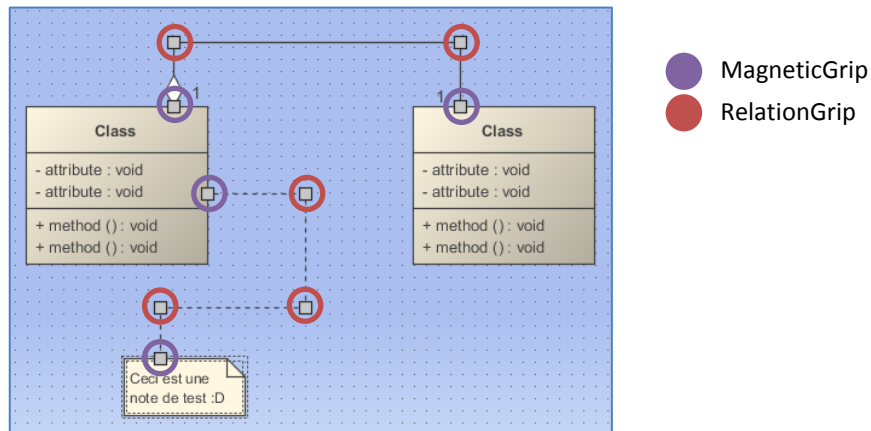 1
1
Class
- attribute : void
- attribute : void
+ method () : void
+ method () : void
Class
- attribute : void
- attribute : void
+ method () : void
+ method () : void
Ceci est une
note de test :D
MagneticGrip
RelationGrip